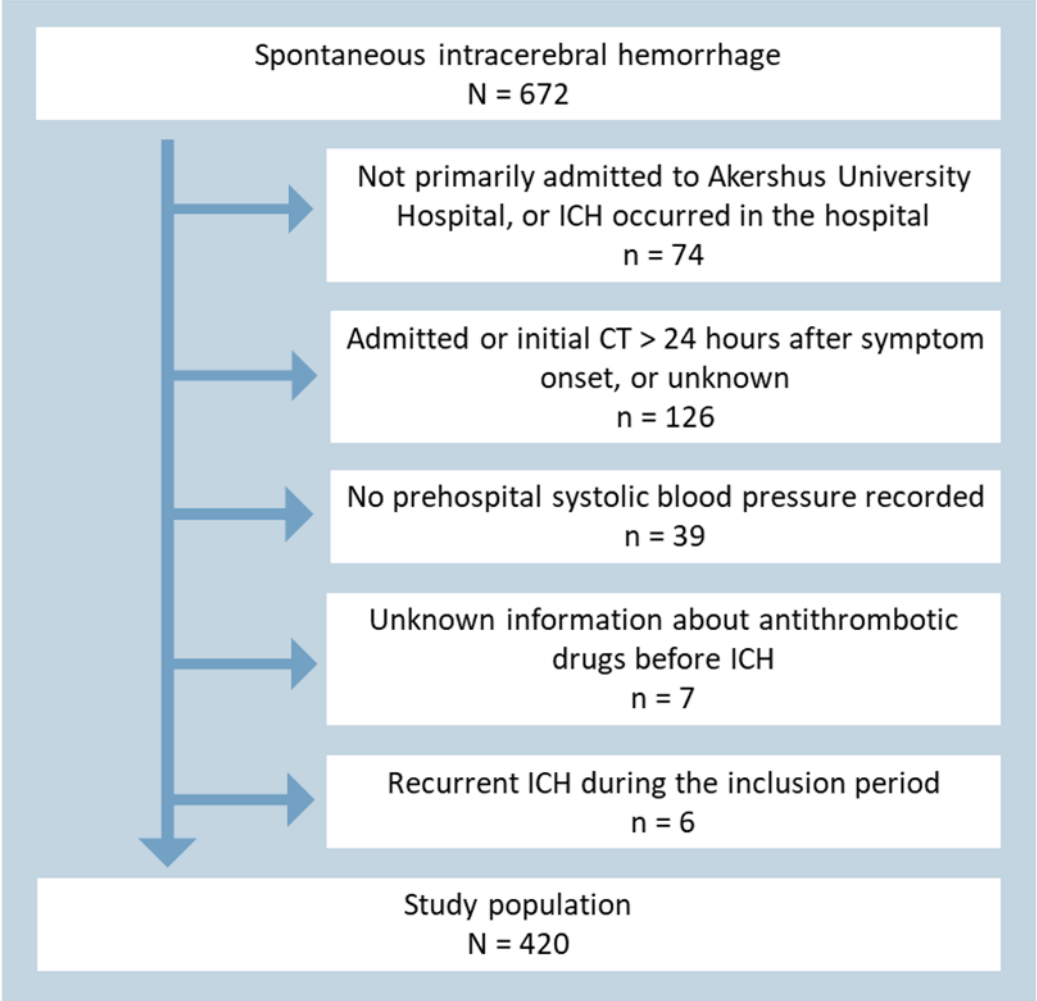 Spontaneous intracerebral hemorrhage
N = 672
Not primarily admitted to Akershus University
Hospital, or ICH occurred in the hospital
n = 74
Admitted or initial CT > 24 hours after symptom
onset, or unknown
n = 126
No prehospital systolic blood pressure recorded
n = 39
Unknown information about antithrombotic
drugs before ICH
n = 7
Recurrent ICH during the inclusion period
n = 6
Study population
N = 420